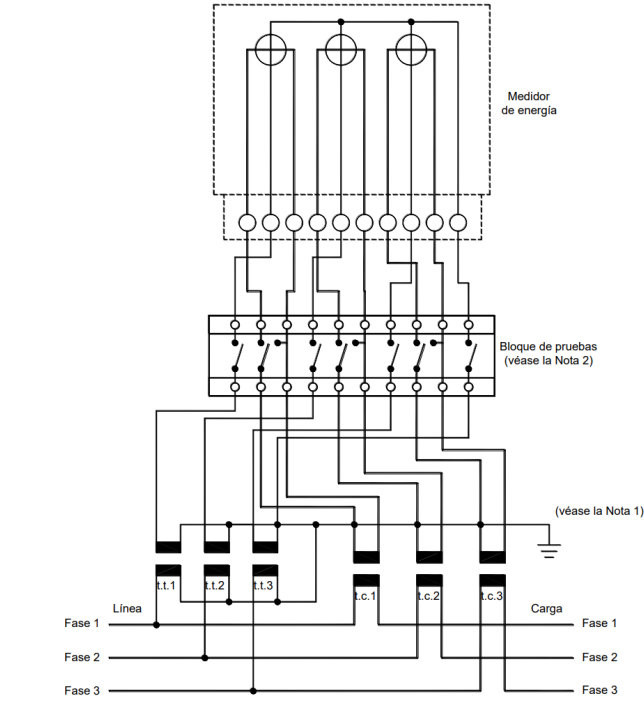 Medidor
de energía
Bloque de pruebas
(véase la Nota 2)
(véase la Nota 1)
t.t.1
t.t.2
t.t.3
t.c.1
t.c.2
t.c.3
Línea
Carga
Fase 1
Fase 1
Fase 2
Fase 2
Fase 3
Fase 3